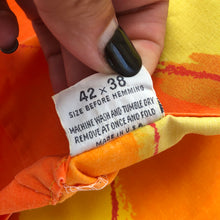 42 × 38
SIZE BEFORE HEMMING
MACHINE WASH AND TUMBLE DRY
REMOVE AT ONCE AND FOLD
MADE IN U.S.A.